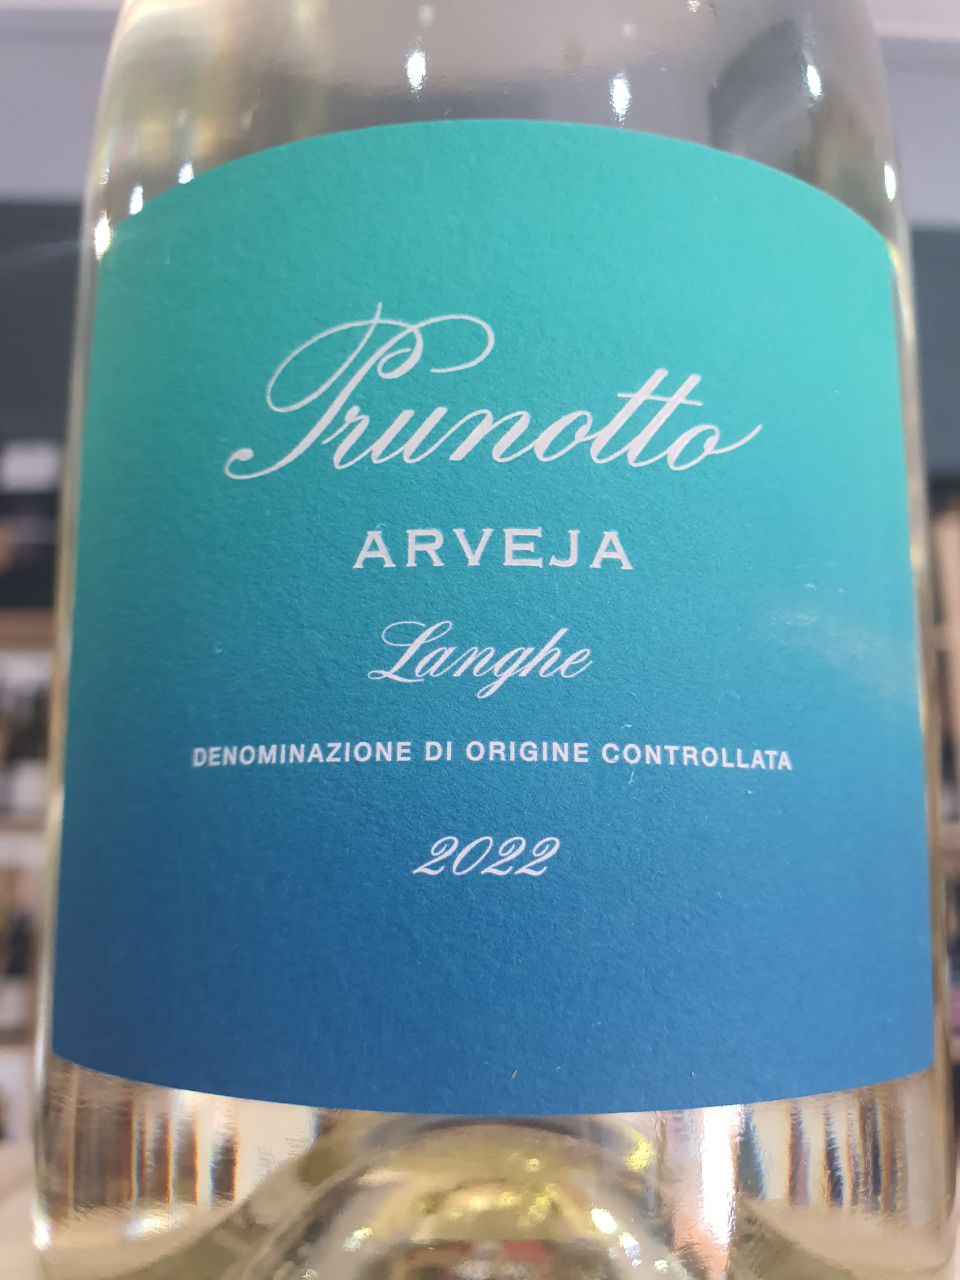 Prunotto
ARVEJA
Langhe
DENOMINAZIONE DI ORIGINE CONTROLLATA
2022